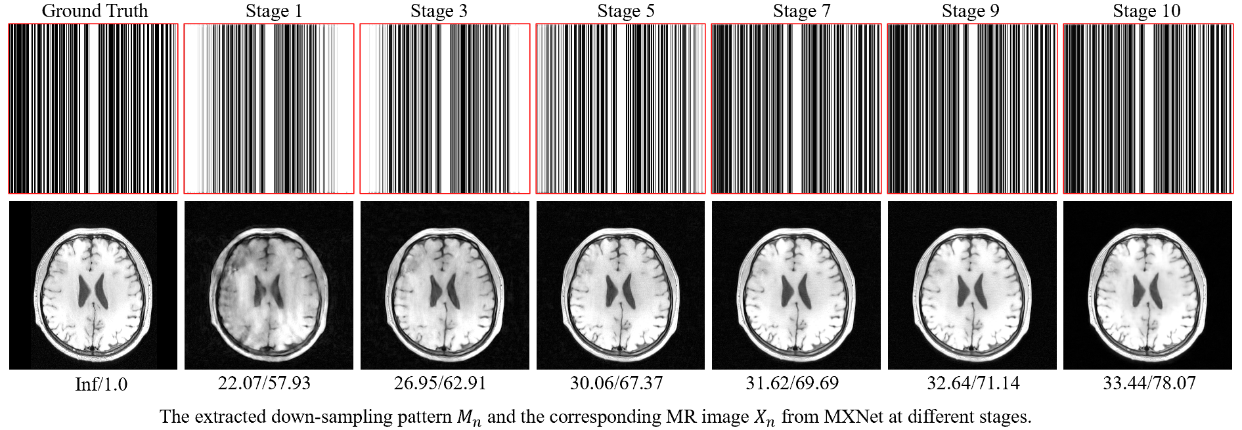 Ground Truth Stage 1 Stage 3 Stage 5 Stage 7 Stage 9 Stage 10
Inf/1.0 22.07/57.93 26.95/62.91 30.06/67.37 31.62/69.69 32.64/71.14 33.44/78.07
The extracted down-sampling pattern Mₙ and the corresponding MR image Xₙ from MXNet at different stages.